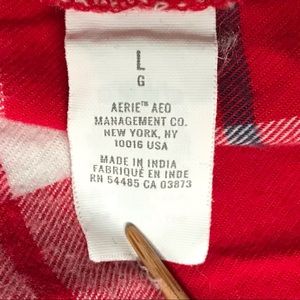 L
G
AERIE™ AEO
MANAGEMENT CO.
NEW YORK, NY
10016 USA
MADE IN INDIA
FABRIQUÉ EN INDE
RN 54485 CA 03873